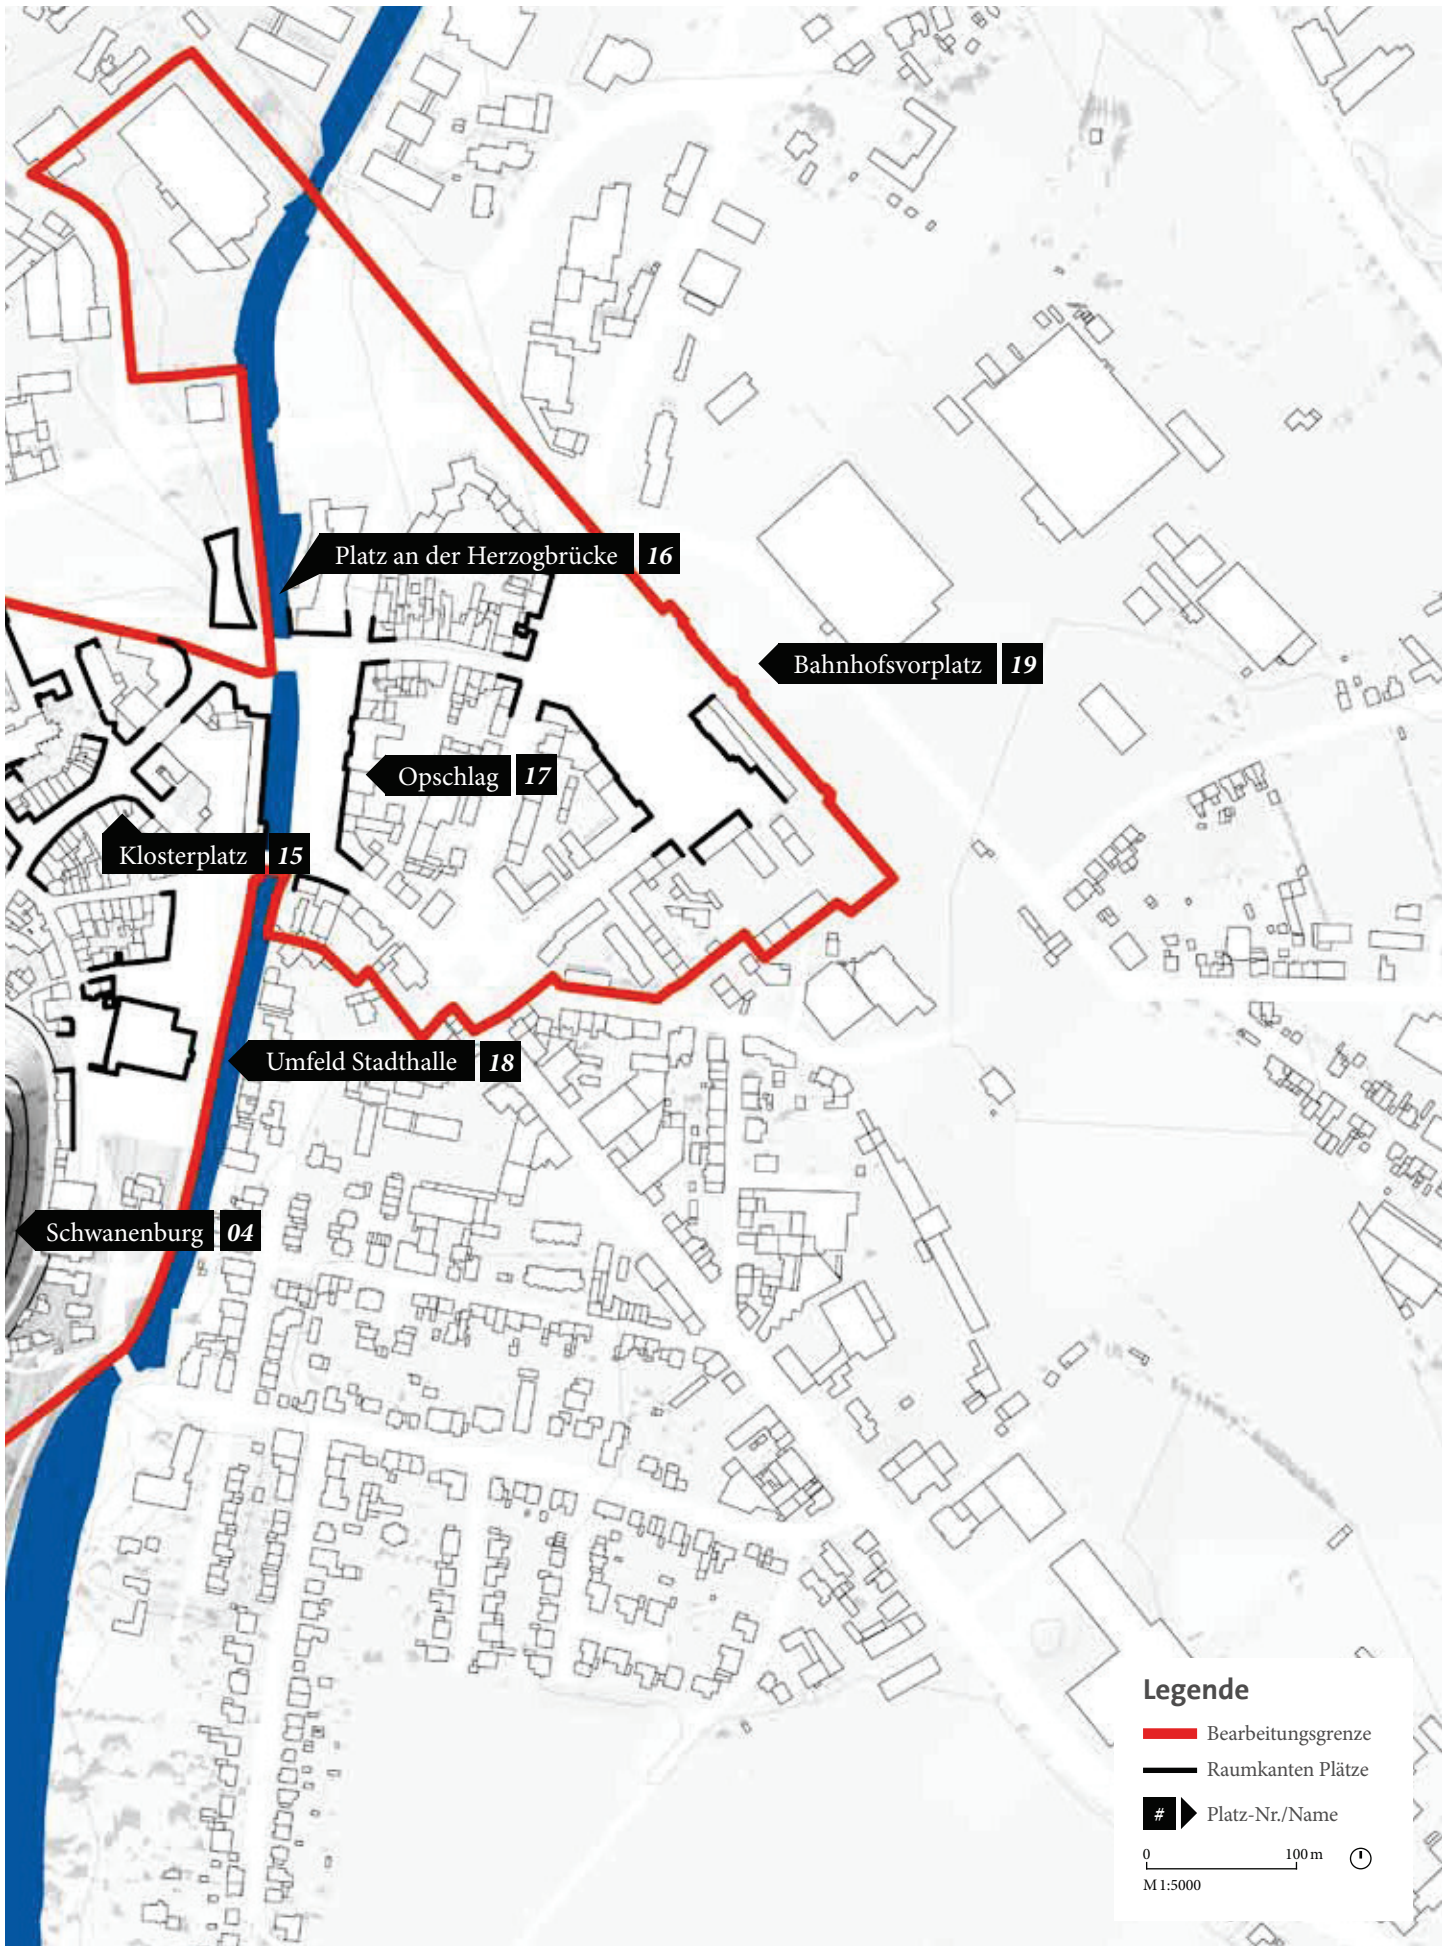 Platz an der Herzogbrücke 16
Bahnhofsvorplatz 19
Opschlag 17
Klosterplatz 15
Umfeld Stadthalle 18
Schwanenburg 04
Legende
Bearbeitungsgrenze
Raumkanten Plätze
# Platz-Nr./Name
0 100 m
M 1:5000